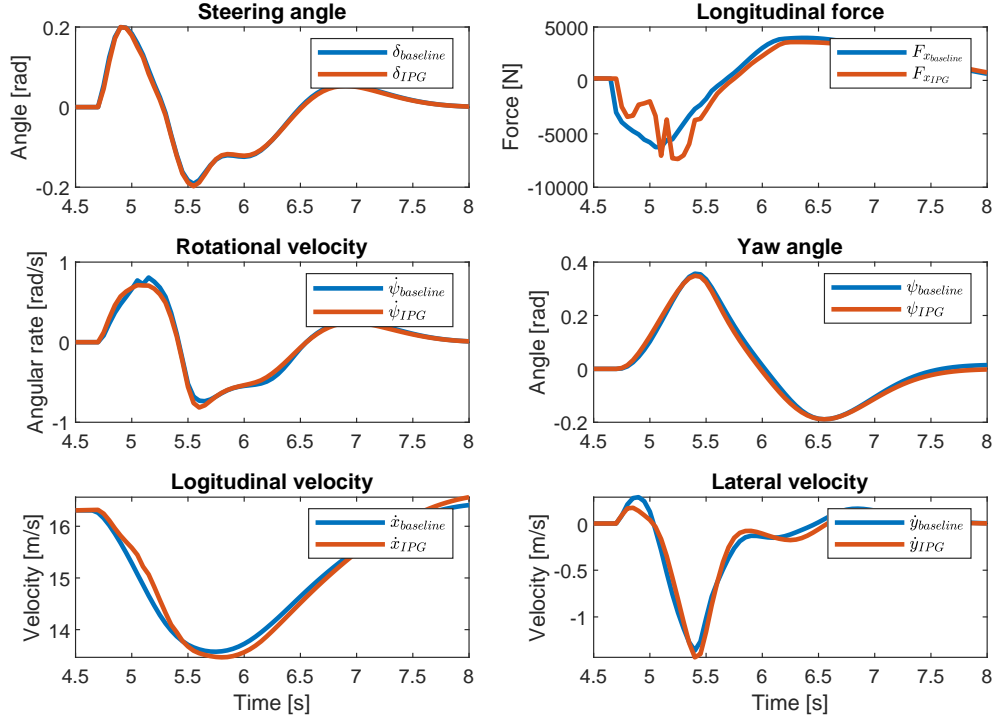 Steering angle
Angle [rad]
0.2
0
-0.2
4.5 5 5.5 6 6.5 7 7.5 8
δbaseline
δIPG
Longitudinal force
Force [N]
5000
0
-5000
-10000
4.5 5 5.5 6 6.5 7 7.5 8
Fxbaseline
FxIPG
Rotational velocity
Angular rate [rad/s]
1
0
-1
4.5 5 5.5 6 6.5 7 7.5 8
ψ̇baseline
ψ̇IPG
Yaw angle
Angle [rad]
0.4
0.2
0
-0.2
4.5 5 5.5 6 6.5 7 7.5 8
ψbaseline
ψIPG
Logitudinal velocity
Velocity [m/s]
16
15
14
4.5 5 5.5 6 6.5 7 7.5 8
Time [s]
ẋbaseline
ẋIPG
Lateral velocity
Velocity [m/s]
0
-0.5
-1
4.5 5 5.5 6 6.5 7 7.5 8
Time [s]
ẏbaseline
ẏIPG